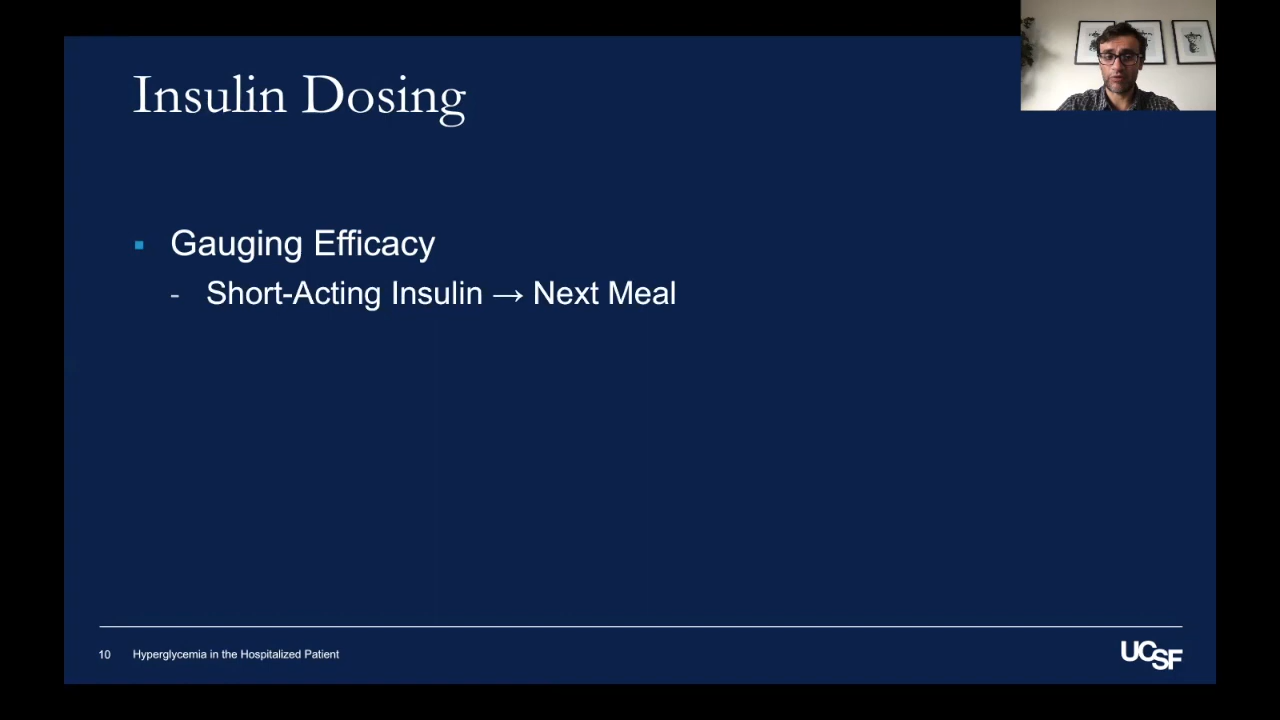 Insulin Dosing
▪ Gauging Efficacy
- Short-Acting Insulin → Next Meal
10 Hyperglycemia in the Hospitalized Patient
UCSF